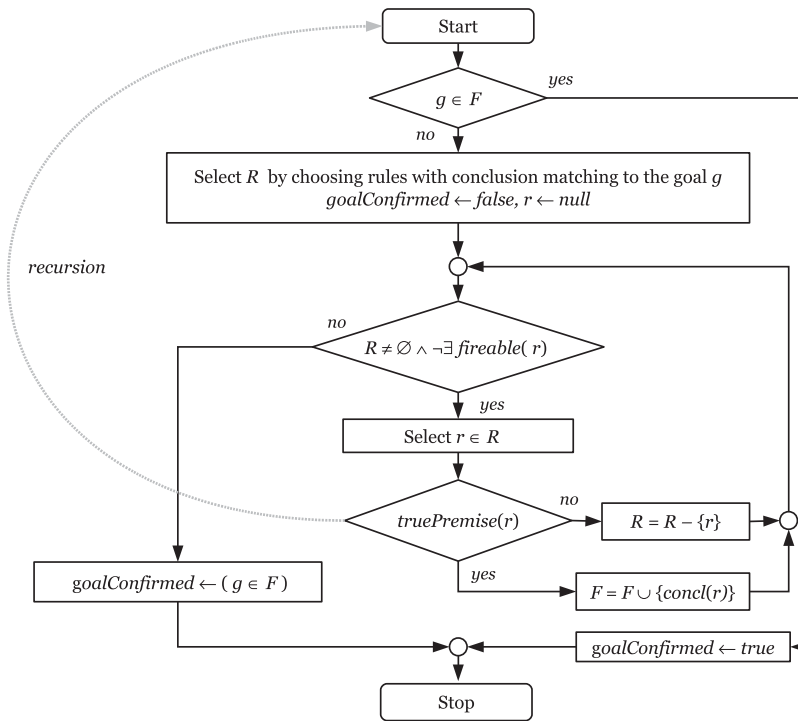 Start
yes
g ∈ F
no
Select R by choosing rules with conclusion matching to the goal g
goalConfirmed ← false, r ← null
recursion
no
R ≠ ∅ ∧ ¬∃ fireable( r)
yes
Select r ∈ R
no
truePremise(r)
R = R − {r}
yes
goalConfirmed ← ( g ∈ F )
F = F ∪ {concl(r)}
goalConfirmed ← true
Stop